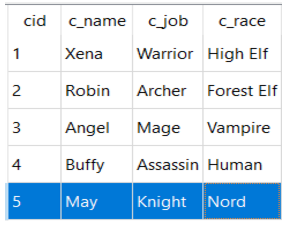 cid c_name c_job c_race
1 Xena Warrior High Elf
2 Robin Archer Forest Elf
3 Angel Mage Vampire
4 Buffy Assassin Human
5 May Knight Nord